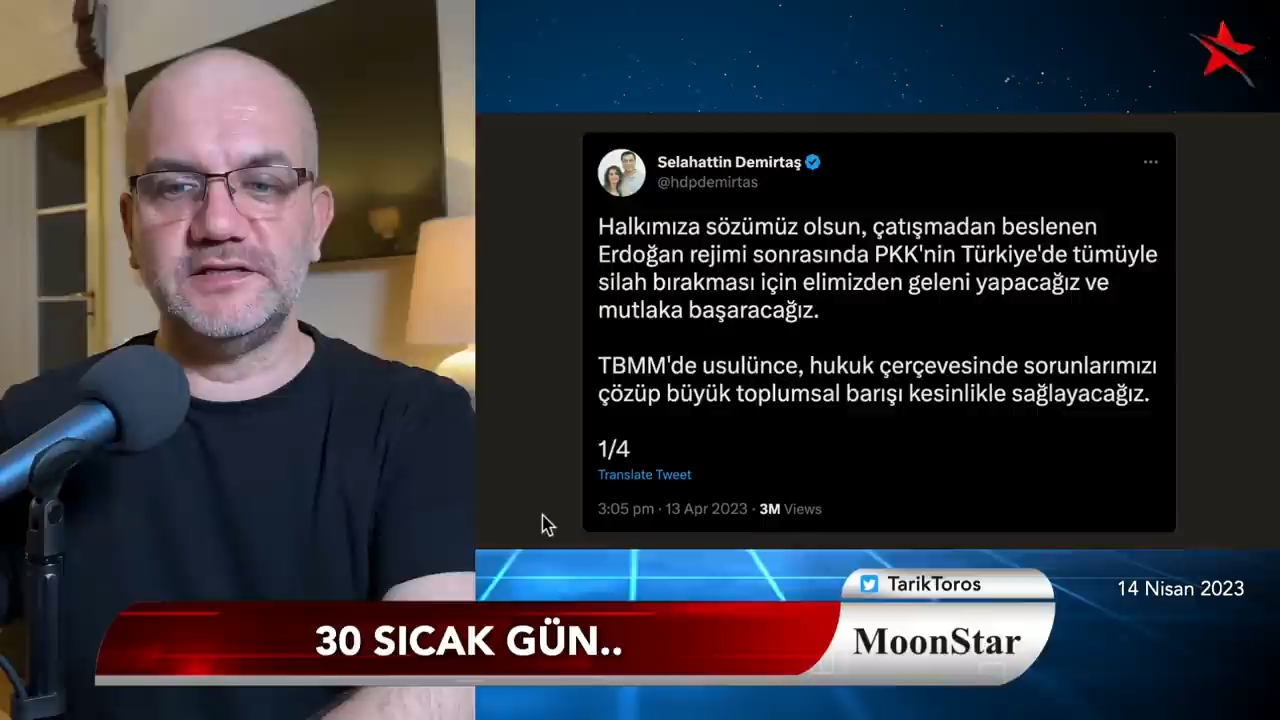 Selahattin Demirtaş
@hdpdemirtas
Halkımıza sözümüz olsun, çatışmadan beslenen
Erdoğan rejimi sonrasında PKK'nin Türkiye'de tümüyle
silah bırakması için elimizden geleni yapacağız ve
mutlaka başaracağız.
TBMM'de usulünce, hukuk çerçevesinde sorunlarımızı
çözüp büyük toplumsal barışı kesinlikle sağlayacağız.
1/4
Translate Tweet
3:05 pm · 13 Apr 2023 · 3M Views
TarikToros
14 Nisan 2023
30 SICAK GÜN..
MoonStar